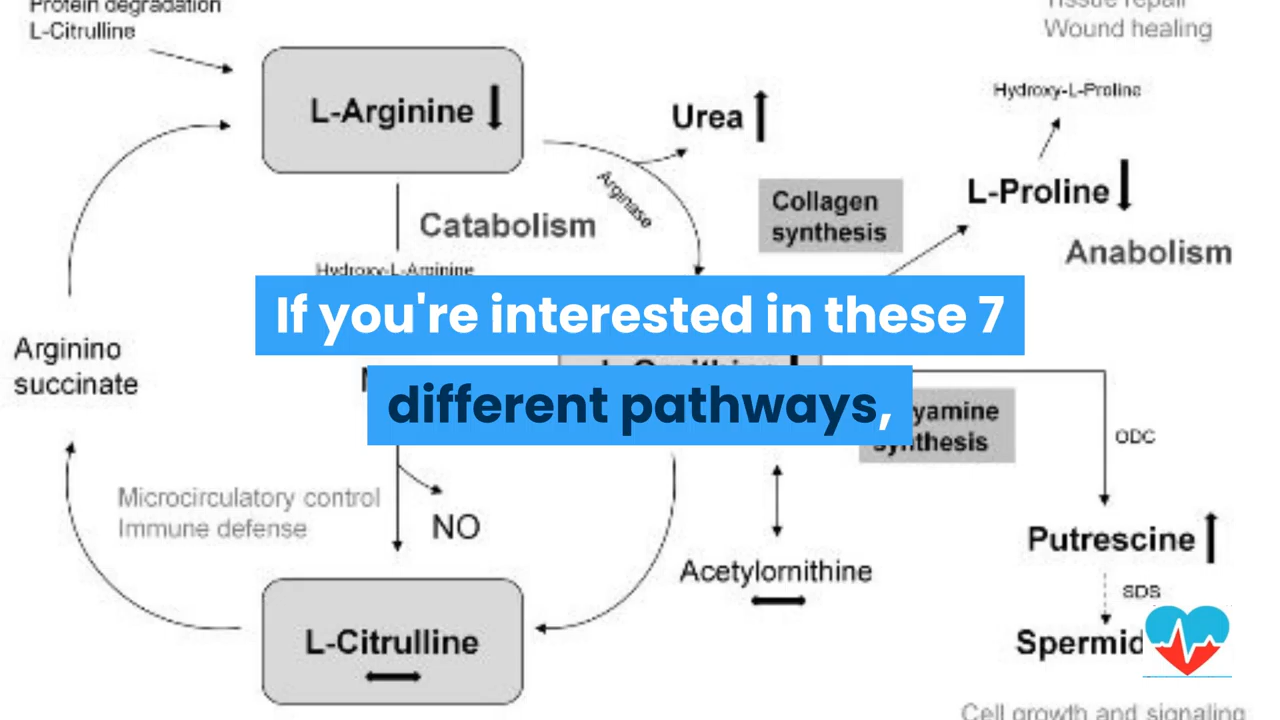 Protein degradation
L-Citrulline
Tissue repair
Wound healing
L-Arginine
Urea
Hydroxy-L-Proline
L-Proline
Arginase
Collagen
synthesis
Catabolism
Anabolism
Hydroxy-L-Arginine
If you're interested in these 7
different pathways,
Arginino
succinate
synthesis
ODC
Microcirculatory control
Immune defense
NO
Putrescine
Acetylornithine
SDS
L-Citrulline
Cell growth and signaling